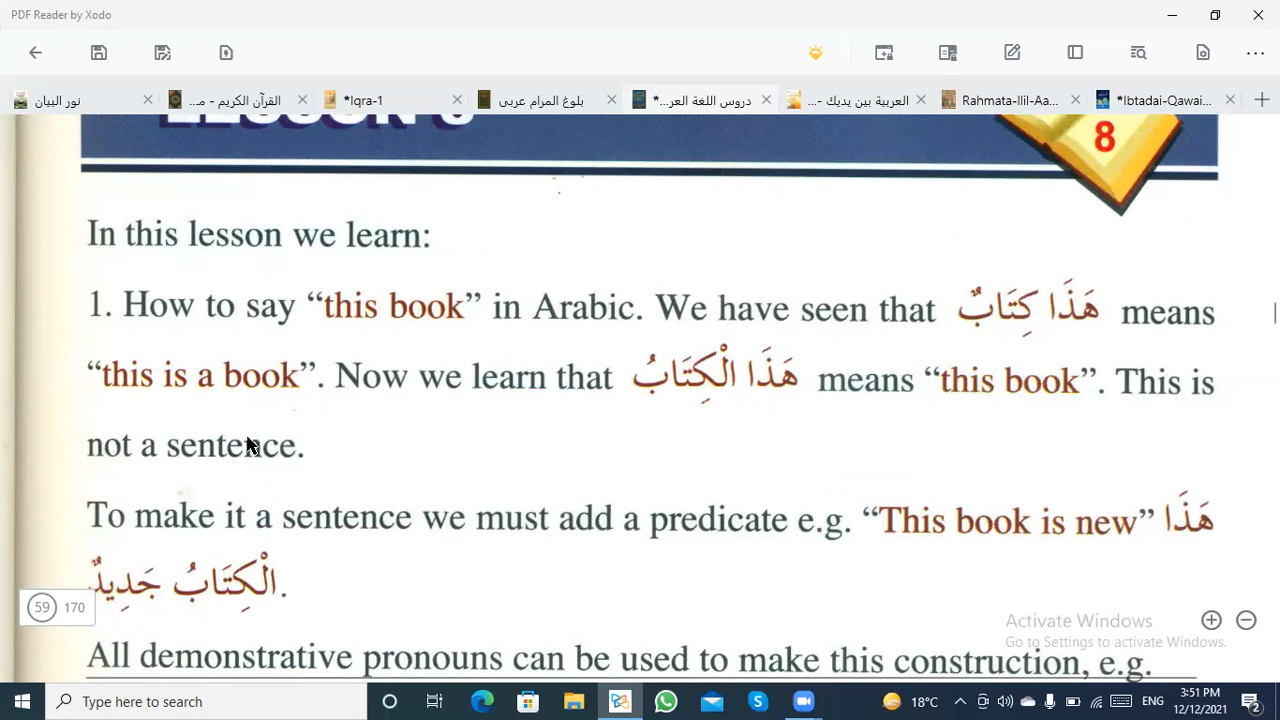 PDF Reader by Xodo
نور البيان
القرآن الكريم - م...
*Iqra-1
بلوغ المرام عربى
*دروس اللغة العر...
العربية بين يديك -...
Rahmata-Ilil-Aa...
*Ibtadai-Qawai...
LESSON 8
8
In this lesson we learn:
1. How to say “this book” in Arabic. We have seen that هَذَا كِتَابٌ means
“this is a book”. Now we learn that هَذَا الْكِتَابُ means “this book”. This is
not a sentence.
To make it a sentence we must add a predicate e.g. “This book is new” هَذَا
الْكِتَابُ جَدِيدٌ.
59 170
Activate Windows
Go to Settings to activate Windows.
All demonstrative pronouns can be used to make this construction, e.g.
Type here to search
18°C
ENG
3:51 PM
12/12/2021
2